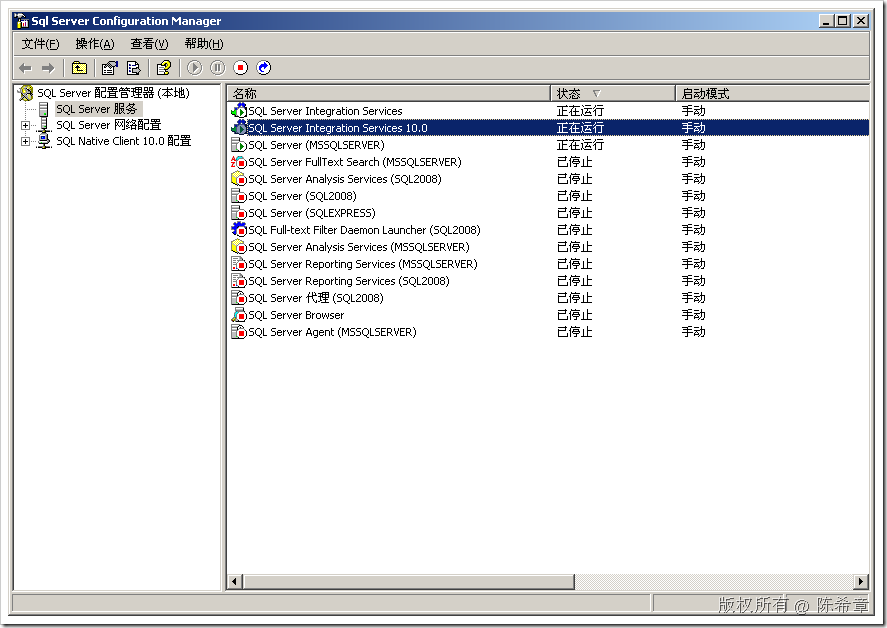 Sql Server Configuration Manager
文件(F) 操作(A) 查看(V) 帮助(H)
SQL Server 配置管理器 (本地)
SQL Server 服务
SQL Server 网络配置
SQL Native Client 10.0 配置
名称 状态 启动模式
SQL Server Integration Services 正在运行 手动
SQL Server Integration Services 10.0 正在运行 手动
SQL Server (MSSQLSERVER) 正在运行 手动
SQL Server FullText Search (MSSQLSERVER) 已停止 手动
SQL Server Analysis Services (SQL2008) 已停止 手动
SQL Server (SQL2008) 已停止 手动
SQL Server (SQLEXPRESS) 已停止 手动
SQL Full-text Filter Daemon Launcher (SQL2008) 已停止 手动
SQL Server Analysis Services (MSSQLSERVER) 已停止 手动
SQL Server Reporting Services (MSSQLSERVER) 已停止 手动
SQL Server Reporting Services (SQL2008) 已停止 手动
SQL Server 代理 (SQL2008) 已停止 手动
SQL Server Browser 已停止 手动
SQL Server Agent (MSSQLSERVER) 已停止 手动
版权所有 @ 陈希章